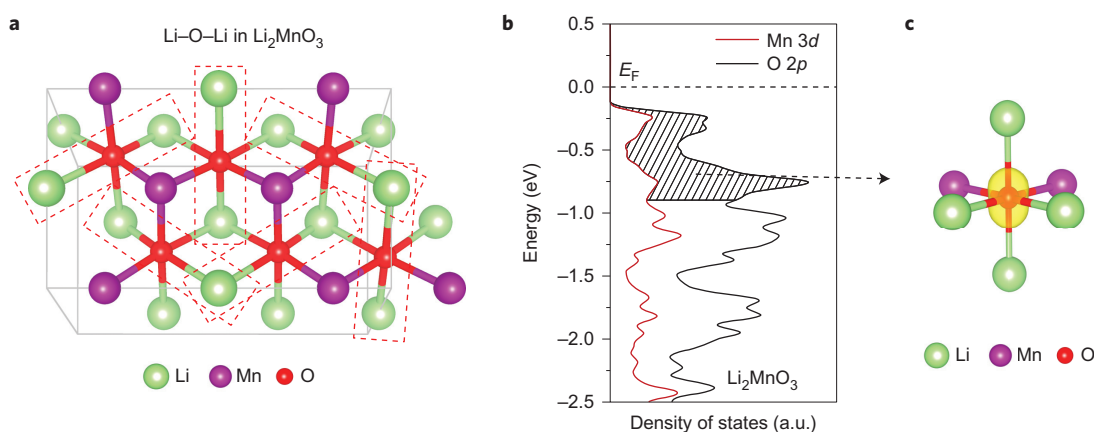 a
Li–O–Li in Li₂MnO₃
Li Mn O
b
0.5
Mn 3d
O 2p
E_F
0.0
–0.5
–1.0
–1.5
–2.0
–2.5
Energy (eV)
Li₂MnO₃
Density of states (a.u.)
c
Li Mn O